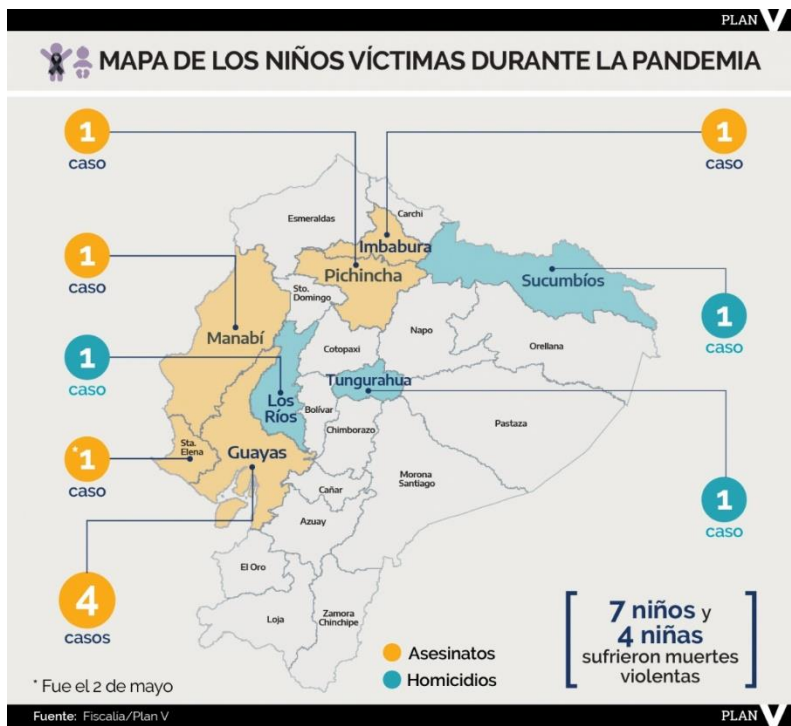 PLAN V
MAPA DE LOS NIÑOS VÍCTIMAS DURANTE LA PANDEMIA
1
caso
1
caso
Esmeraldas
Carchi
Imbabura
Pichincha
Sucumbíos
1
caso
Sto.
Domingo
Manabí
Napo
Orellana
1
caso
1
caso
Cotopaxi
Tungurahua
Los
Ríos
Bolívar
Pastaza
Chimborazo
*1
caso
Sta.
Elena
Guayas
Morona
Santiago
1
caso
Cañar
Azuay
4
casos
El Oro
Loja
Zamora
Chinchipe
7 niños y
4 niñas
sufrieron muertes
violentas
Asesinatos
Homicidios
* Fue el 2 de mayo
Fuente: Fiscalía/Plan V
PLAN V